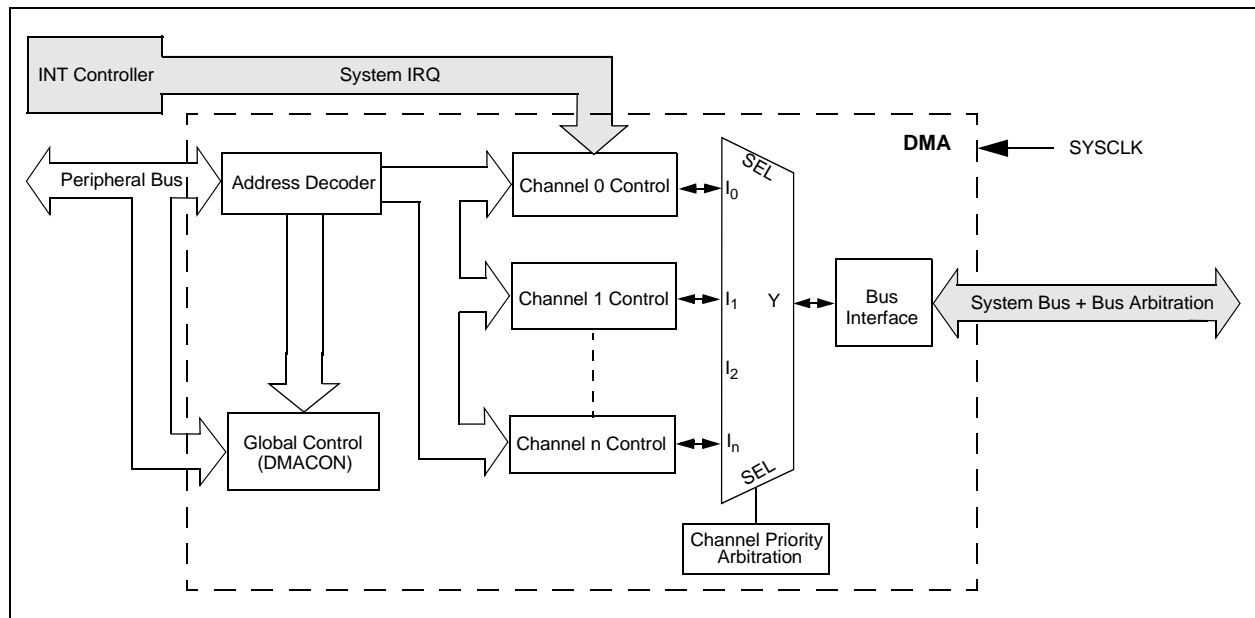 INT Controller
System IRQ
DMA
SYSCLK
Peripheral Bus
Address Decoder
Channel 0 Control
SEL
I0
Channel 1 Control
I1
Y
Bus
Interface
System Bus + Bus Arbitration
I2
Global Control
(DMACON)
Channel n Control
In
SEL
Channel Priority
Arbitration